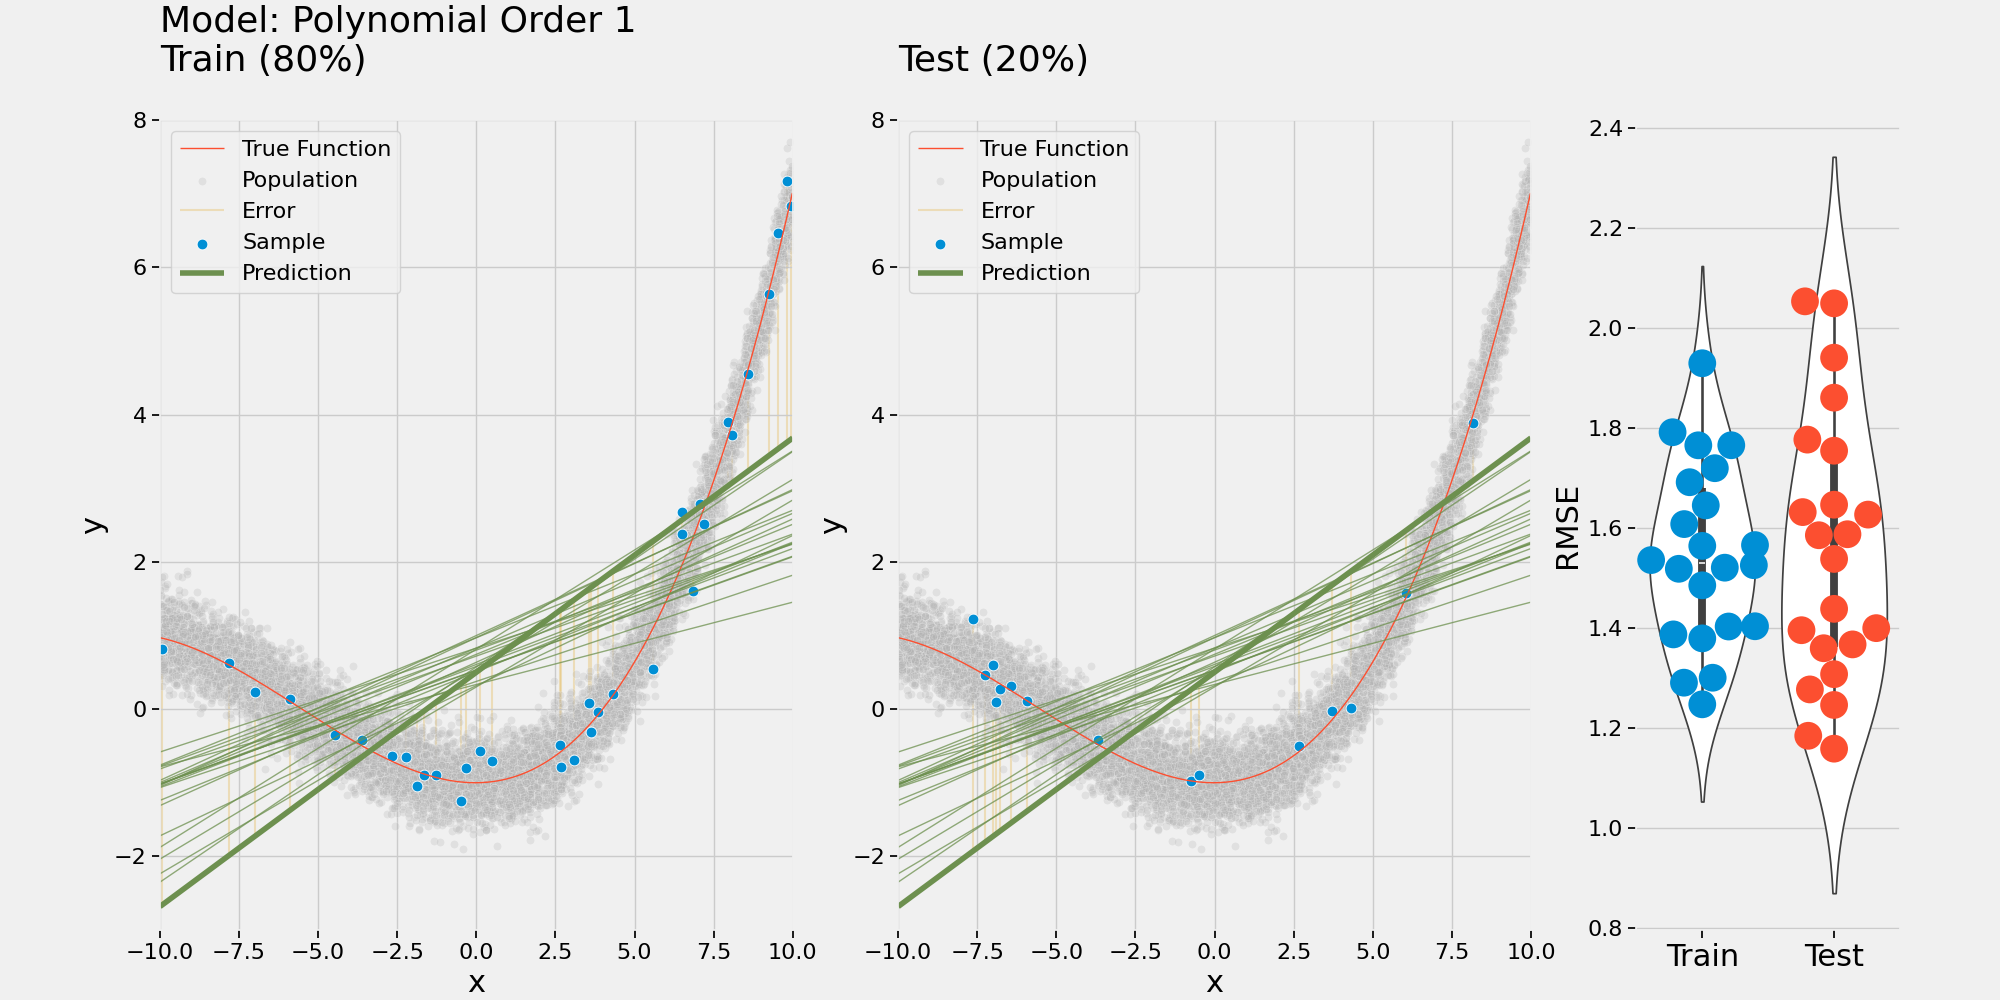 Model: Polynomial Order 1
Train (80%)
Test (20%)
8
6
4
2
0
−2
y
True Function
Population
Error
Sample
Prediction
−10.0 −7.5 −5.0 −2.5 0.0 2.5 5.0 7.5 10.0
x
8
6
4
2
0
−2
y
True Function
Population
Error
Sample
Prediction
−10.0 −7.5 −5.0 −2.5 0.0 2.5 5.0 7.5 10.0
x
2.4
2.2
2.0
1.8
1.6
1.4
1.2
1.0
0.8
RMSE
Train Test